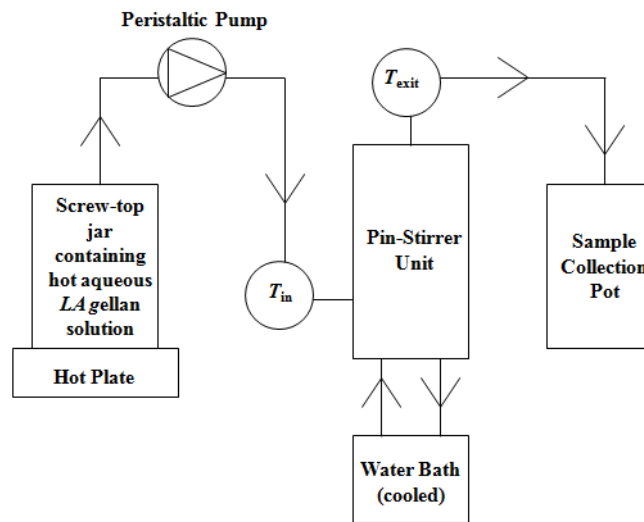 Peristaltic Pump
T exit
Screw-top
jar
containing
hot aqueous
LA gellan
solution
Hot Plate
T in
Pin-Stirrer
Unit
Sample
Collection
Pot
Water Bath
(cooled)